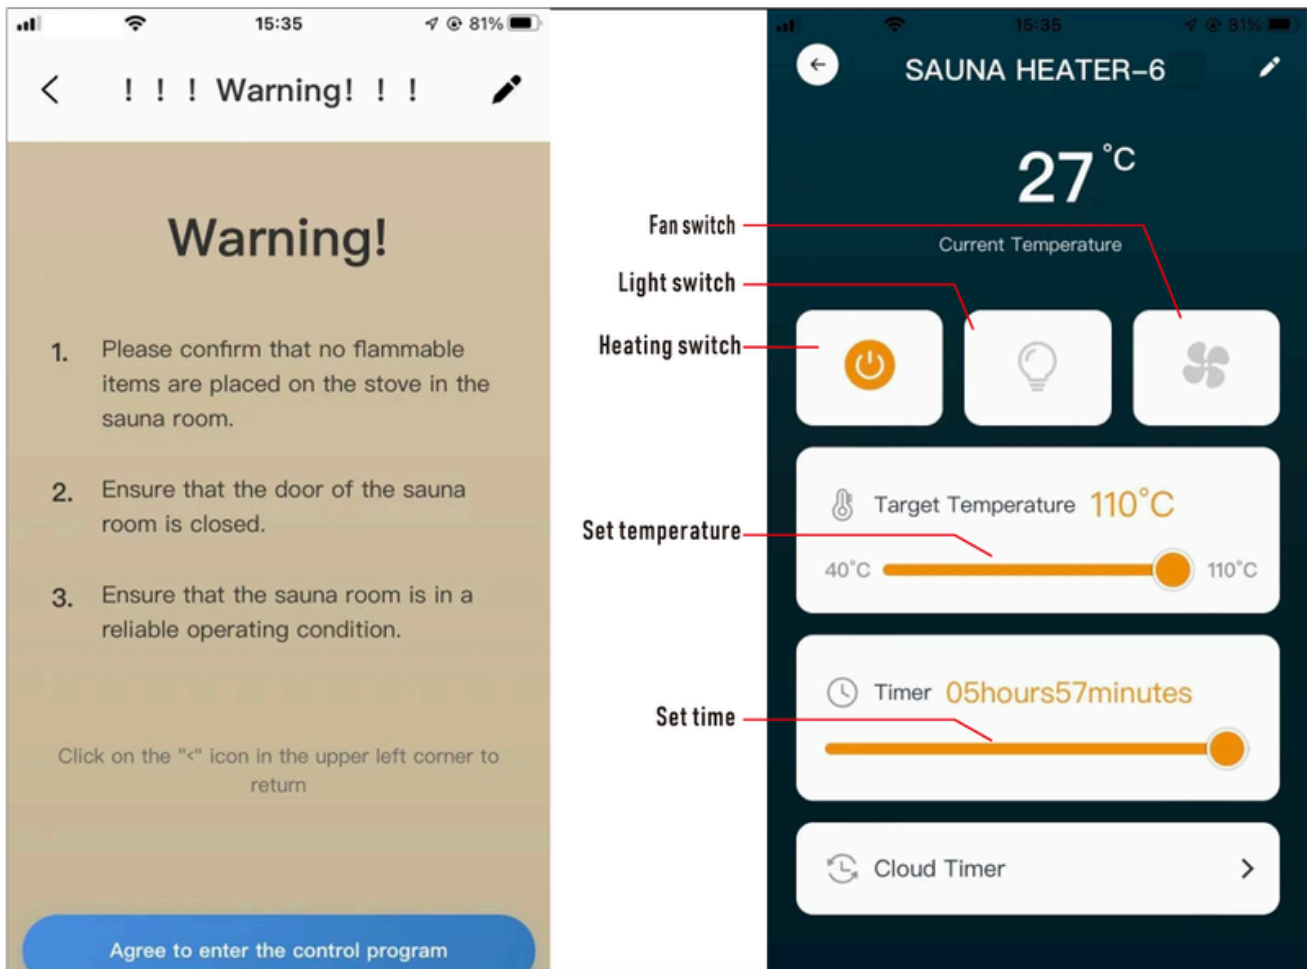 15:35
81%
! ! ! Warning! ! !
Warning!
1. Please confirm that no flammable
items are placed on the stove in the
sauna room.
2. Ensure that the door of the sauna
room is closed.
3. Ensure that the sauna room is in a
reliable operating condition.
Click on the "<" icon in the upper left corner to
return
Agree to enter the control program
Fan switch
Light switch
Heating switch
Set temperature
Set time
15:35
81%
SAUNA HEATER-6
27°C
Current Temperature
Target Temperature 110°C
40°C
110°C
Timer 05hours57minutes
Cloud Timer